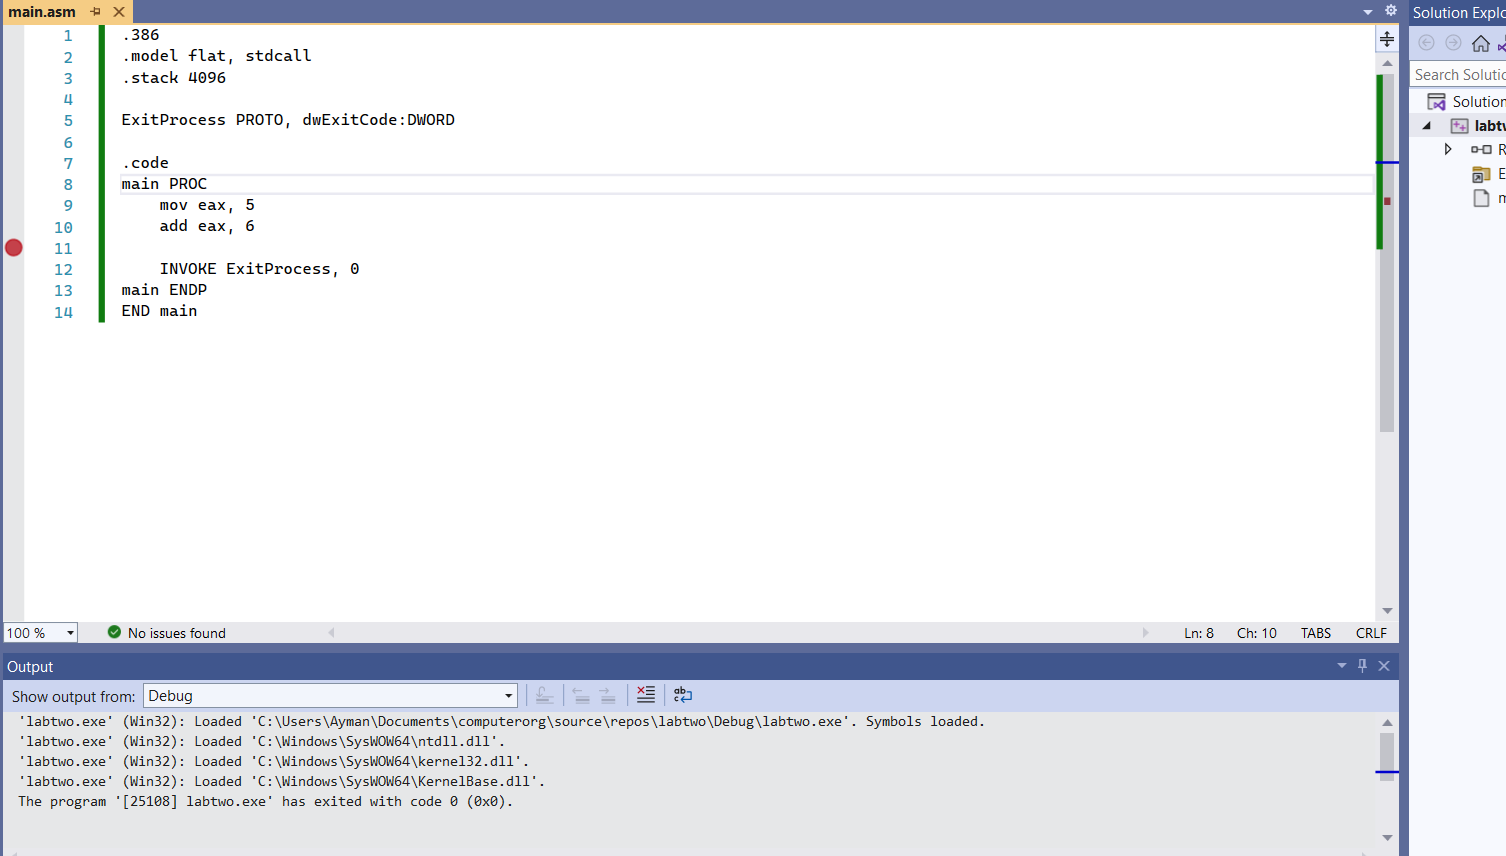 main.asm
Solution Explo
1 .386
2 .model flat, stdcall
3 .stack 4096
4
5 ExitProcess PROTO, dwExitCode:DWORD
6
7 .code
8 main PROC
9 mov eax, 5
10 add eax, 6
11
12 INVOKE ExitProcess, 0
13 main ENDP
14 END main
Search Solutio
Solution
labtw
R
E
m
100 % No issues found Ln: 8 Ch: 10 TABS CRLF
Output
Show output from: Debug
'labtwo.exe' (Win32): Loaded 'C:\Users\Ayman\Documents\computerorg\source\repos\labtwo\Debug\labtwo.exe'. Symbols loaded.
'labtwo.exe' (Win32): Loaded 'C:\Windows\SysWOW64\ntdll.dll'.
'labtwo.exe' (Win32): Loaded 'C:\Windows\SysWOW64\kernel32.dll'.
'labtwo.exe' (Win32): Loaded 'C:\Windows\SysWOW64\KernelBase.dll'.
The program '[25108] labtwo.exe' has exited with code 0 (0x0).